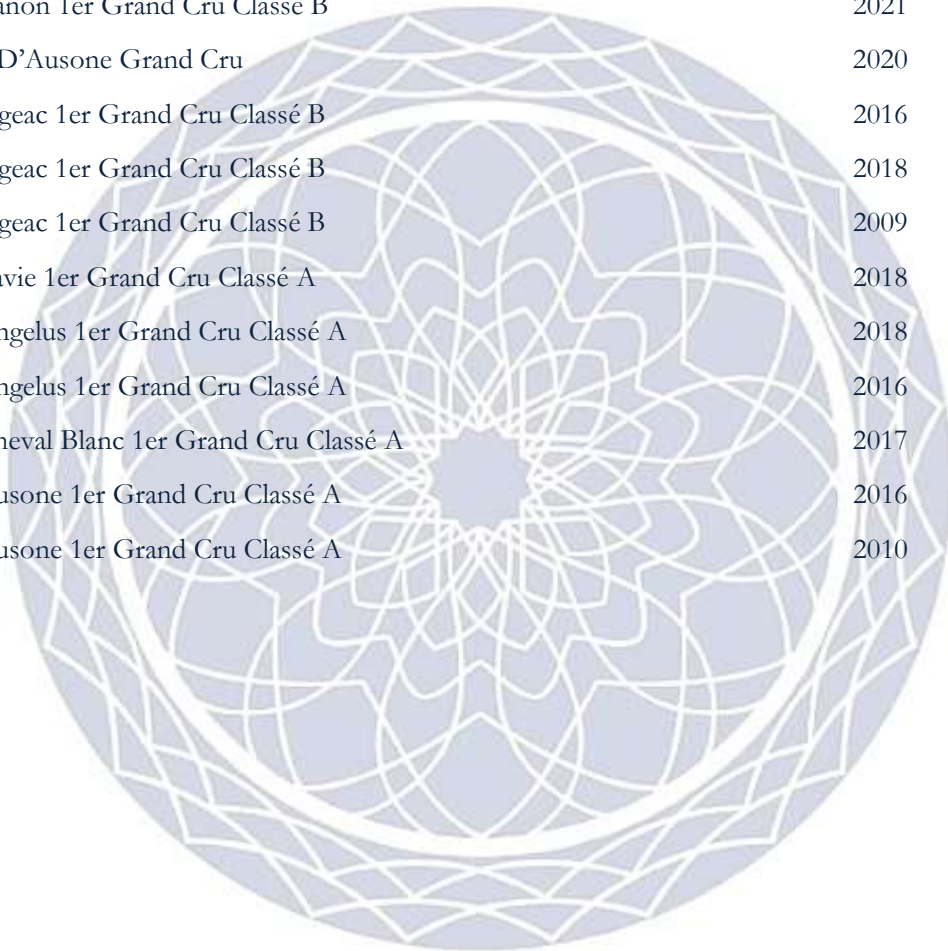 anon 1er Grand Cru Classé B 2021
D’Ausone Grand Cru 2020
geac 1er Grand Cru Classé B 2016
geac 1er Grand Cru Classé B 2018
geac 1er Grand Cru Classé B 2009
avie 1er Grand Cru Classé A 2018
ngelus 1er Grand Cru Classé A 2018
ngelus 1er Grand Cru Classé A 2016
heval Blanc 1er Grand Cru Classé A 2017
usone 1er Grand Cru Classé A 2016
usone 1er Grand Cru Classé A 2010